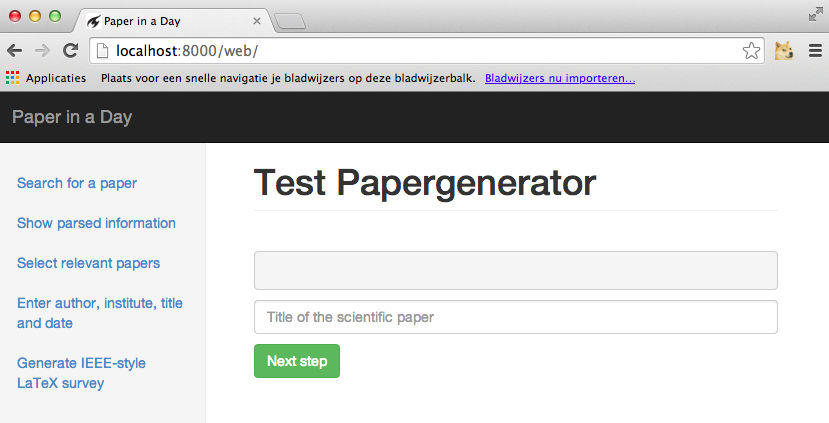 Paper in a Day
localhost:8000/web/
Applicaties Plaats voor een snelle navigatie je bladwijzers op deze bladwijzerbalk. Bladwijzers nu importeren...
Paper in a Day
Search for a paper
Show parsed information
Select relevant papers
Enter author, institute, title
and date
Generate IEEE-style
LaTeX survey
Test Papergenerator
Title of the scientific paper
Next step